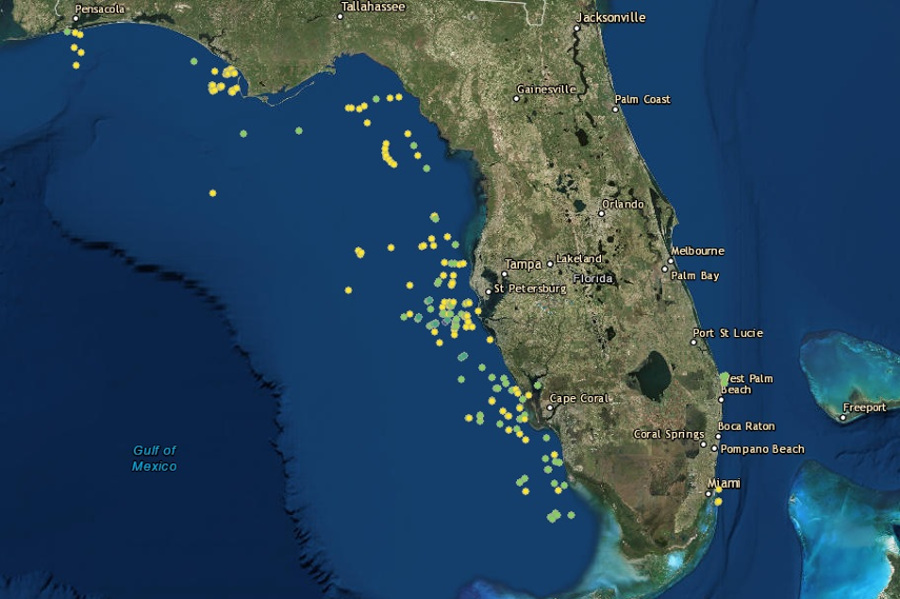 Pensacola
Tallahassee
Jacksonville
Gainesville
Palm Coast
Orlando
Melbourne
Tampa
Lakeland
Palm Bay
Florida
St Petersburg
Port St Lucie
est Palm
Beach
Cape Coral
Freeport
Boca Raton
Coral Springs
Pompano Beach
Gulf of
Mexico
Miami